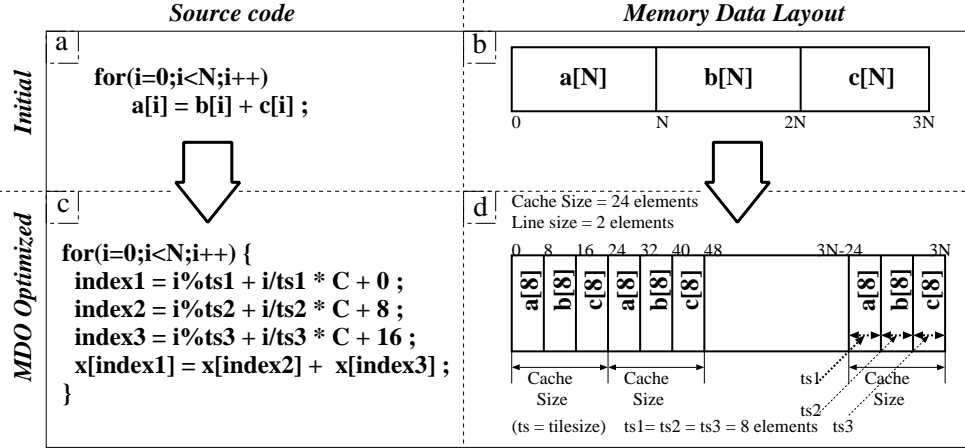 Source code
Memory Data Layout
Initial
a
for(i=0;i<N;i++)
a[i] = b[i] + c[i] ;
b
a[N] b[N] c[N]
0 N 2N 3N
MDO Optimized
c
for(i=0;i<N;i++) {
index1 = i%ts1 + i/ts1 * C + 0 ;
index2 = i%ts2 + i/ts2 * C + 8 ;
index3 = i%ts3 + i/ts3 * C + 16 ;
x[index1] = x[index2] + x[index3] ;
}
d
Cache Size = 24 elements
Line size = 2 elements
0 8 16 24 32 40 48 3N-24 3N
a[8] b[8] c[8] a[8] b[8] c[8] a[8] b[8] c[8]
Cache Size
Cache Size
Cache Size
ts1
ts2
ts3
(ts = tilesize) ts1= ts2 = ts3 = 8 elements